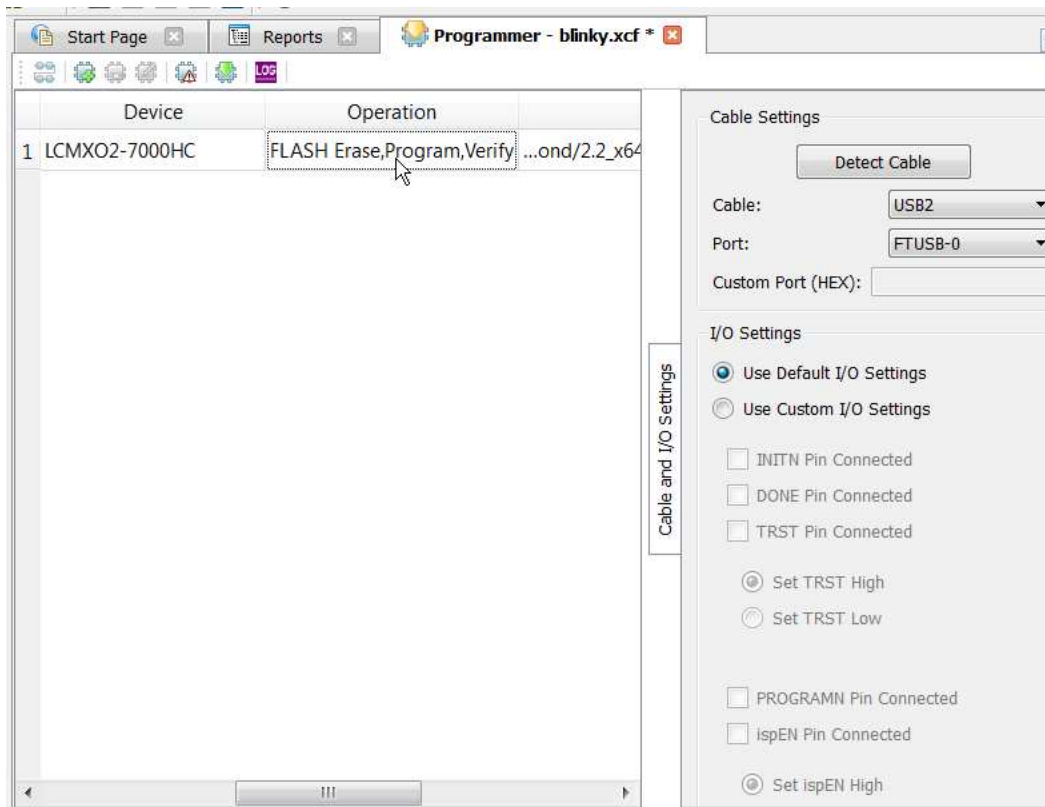 Start Page
Reports
Programmer - blinky.xcf *
LOG
Device Operation
1 LCMXO2-7000HC FLASH Erase,Program,Verify ...ond/2.2_x64
Cable and I/O Settings
Cable Settings
Detect Cable
Cable: USB2
Port: FTUSB-0
Custom Port (HEX):
I/O Settings
Use Default I/O Settings
Use Custom I/O Settings
INITN Pin Connected
DONE Pin Connected
TRST Pin Connected
Set TRST High
Set TRST Low
PROGRAMN Pin Connected
ispEN Pin Connected
Set ispEN High